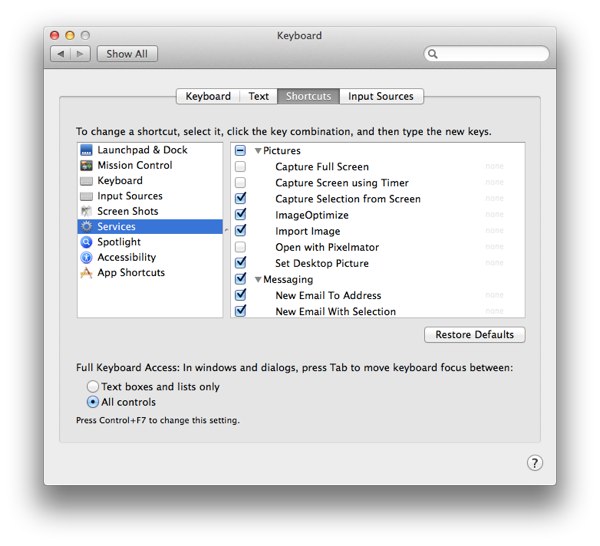 Keyboard
Show All
Keyboard Text Shortcuts Input Sources
To change a shortcut, select it, click the key combination, and then type the new keys.
Launchpad & Dock
Mission Control
Keyboard
Input Sources
Screen Shots
Services
Spotlight
Accessibility
App Shortcuts
Pictures
Capture Full Screen none
Capture Screen using Timer none
Capture Selection from Screen none
ImageOptimize none
Import Image none
Open with Pixelmator none
Set Desktop Picture none
Messaging
New Email To Address none
New Email With Selection none
Restore Defaults
Full Keyboard Access: In windows and dialogs, press Tab to move keyboard focus between:
Text boxes and lists only
All controls
Press Control+F7 to change this setting.
?